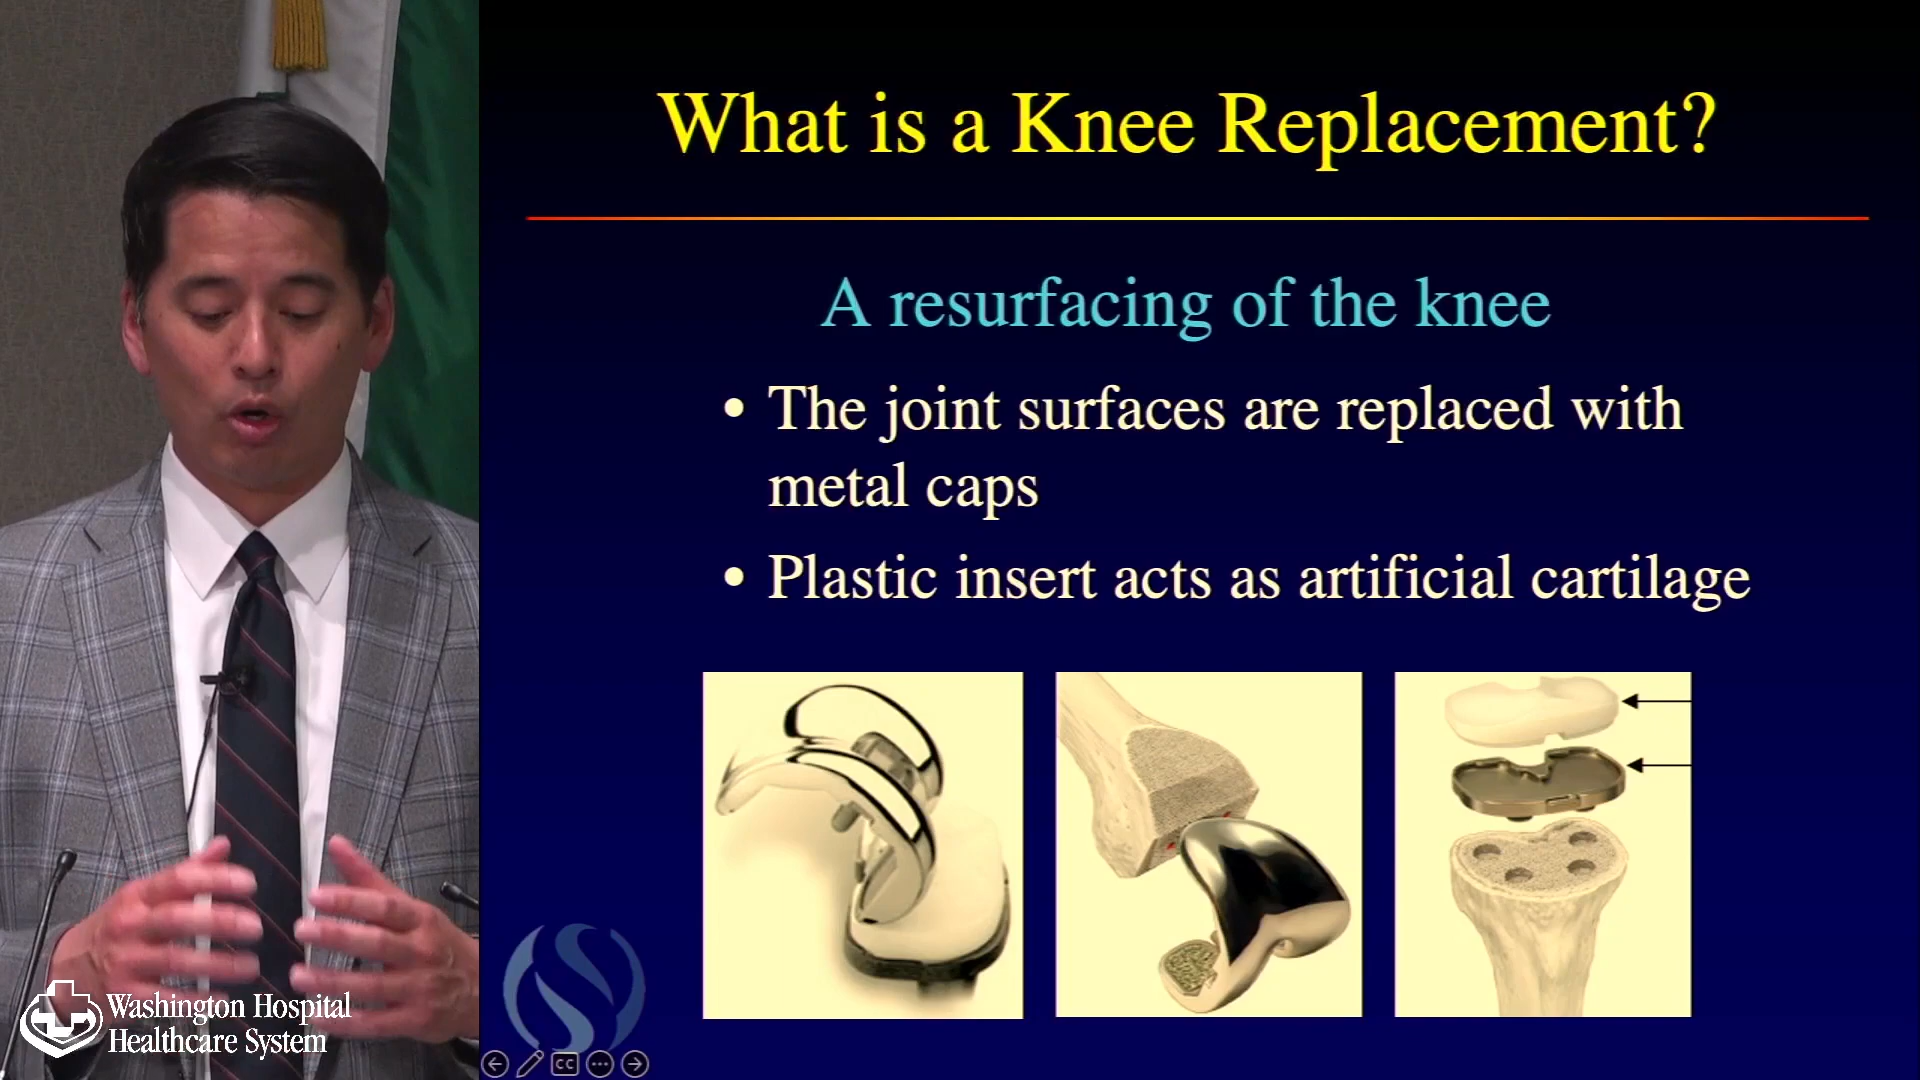 What is a Knee Replacement?
A resurfacing of the knee
• The joint surfaces are replaced with
metal caps
• Plastic insert acts as artificial cartilage
Washington Hospital
Healthcare System
CC